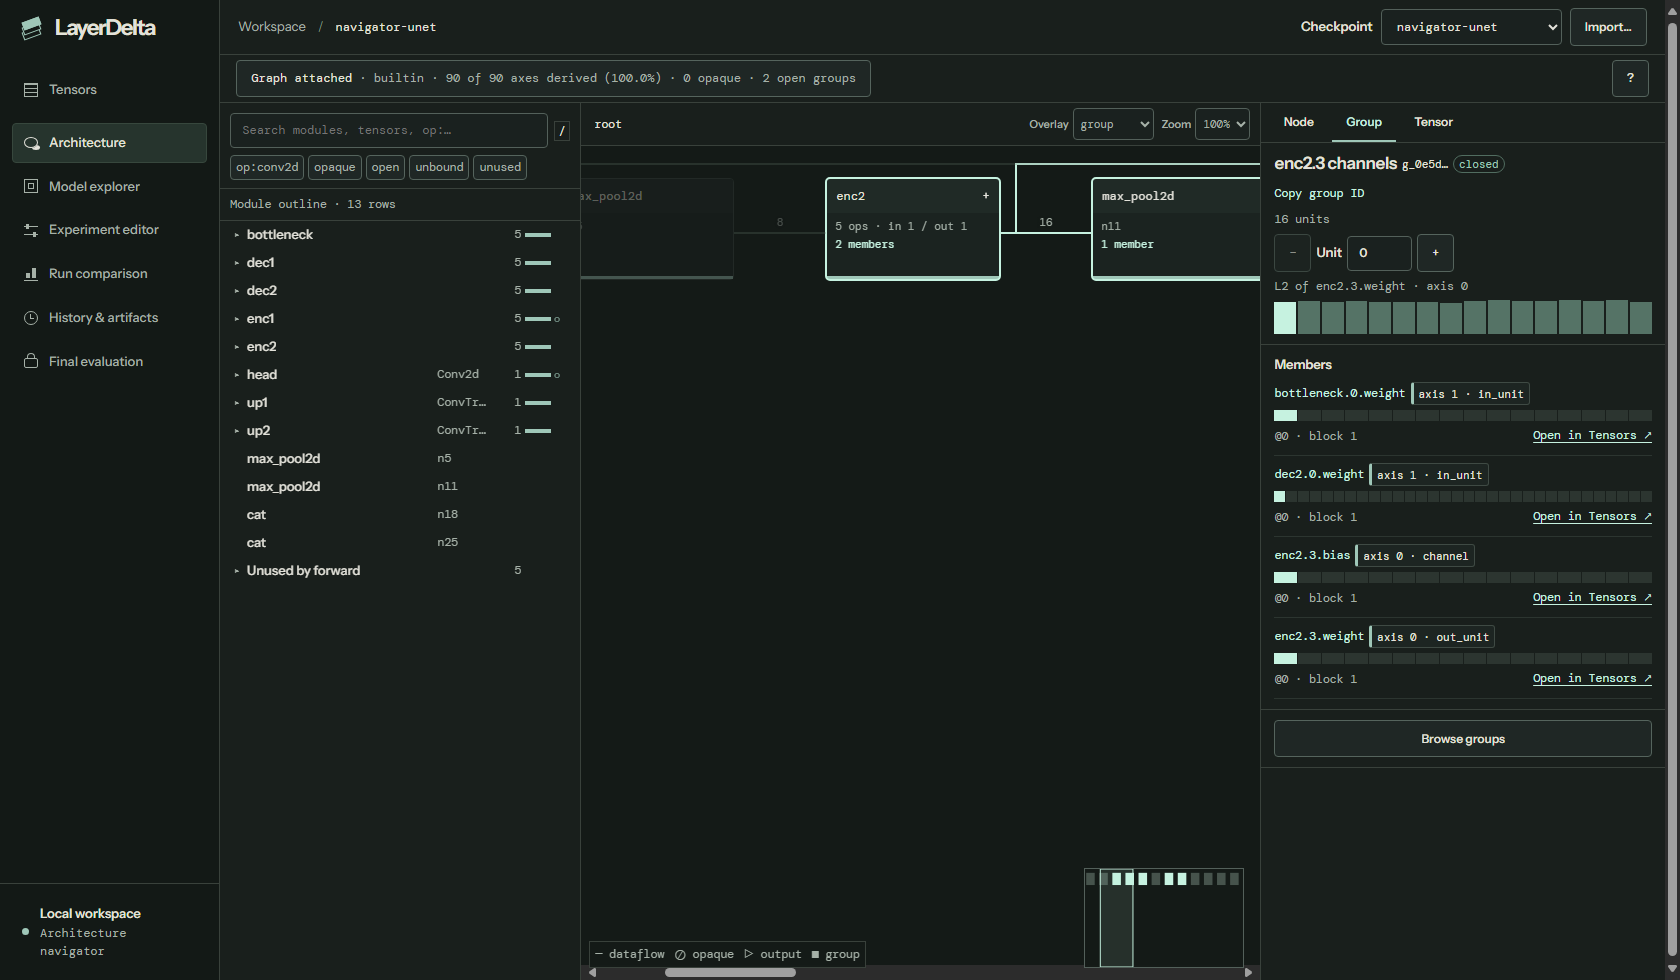 LayerDelta
Workspace / navigator-unet
Checkpoint navigator-unet Import…
Graph attached · builtin · 90 of 90 axes derived (100.0%) · 0 opaque · 2 open groups
?
Tensors
Architecture
Model explorer
Experiment editor
Run comparison
History & artifacts
Final evaluation
Local workspace
Architecture
navigator
Search modules, tensors, op:… /
op:conv2d opaque open unbound unused
Module outline · 13 rows
bottleneck 5
dec1 5
dec2 5
enc1 5
enc2 5
head Conv2d 1
up1 ConvTr… 1
up2 ConvTr… 1
max_pool2d n5
max_pool2d n11
cat n18
cat n25
Unused by forward 5
root
Overlay group Zoom 100%
ax_pool2d
8
enc2 +
5 ops · in 1 / out 1
2 members
16
max_pool2d
n11
1 member
— dataflow opaque output group
Node Group Tensor
enc2.3 channels g_0e5d… closed
Copy group ID
16 units
− Unit 0 +
L2 of enc2.3.weight · axis 0
Members
bottleneck.0.weight axis 1 · in_unit
@0 · block 1 Open in Tensors ↗
dec2.0.weight axis 1 · in_unit
@0 · block 1 Open in Tensors ↗
enc2.3.bias axis 0 · channel
@0 · block 1 Open in Tensors ↗
enc2.3.weight axis 0 · out_unit
@0 · block 1 Open in Tensors ↗
Browse groups